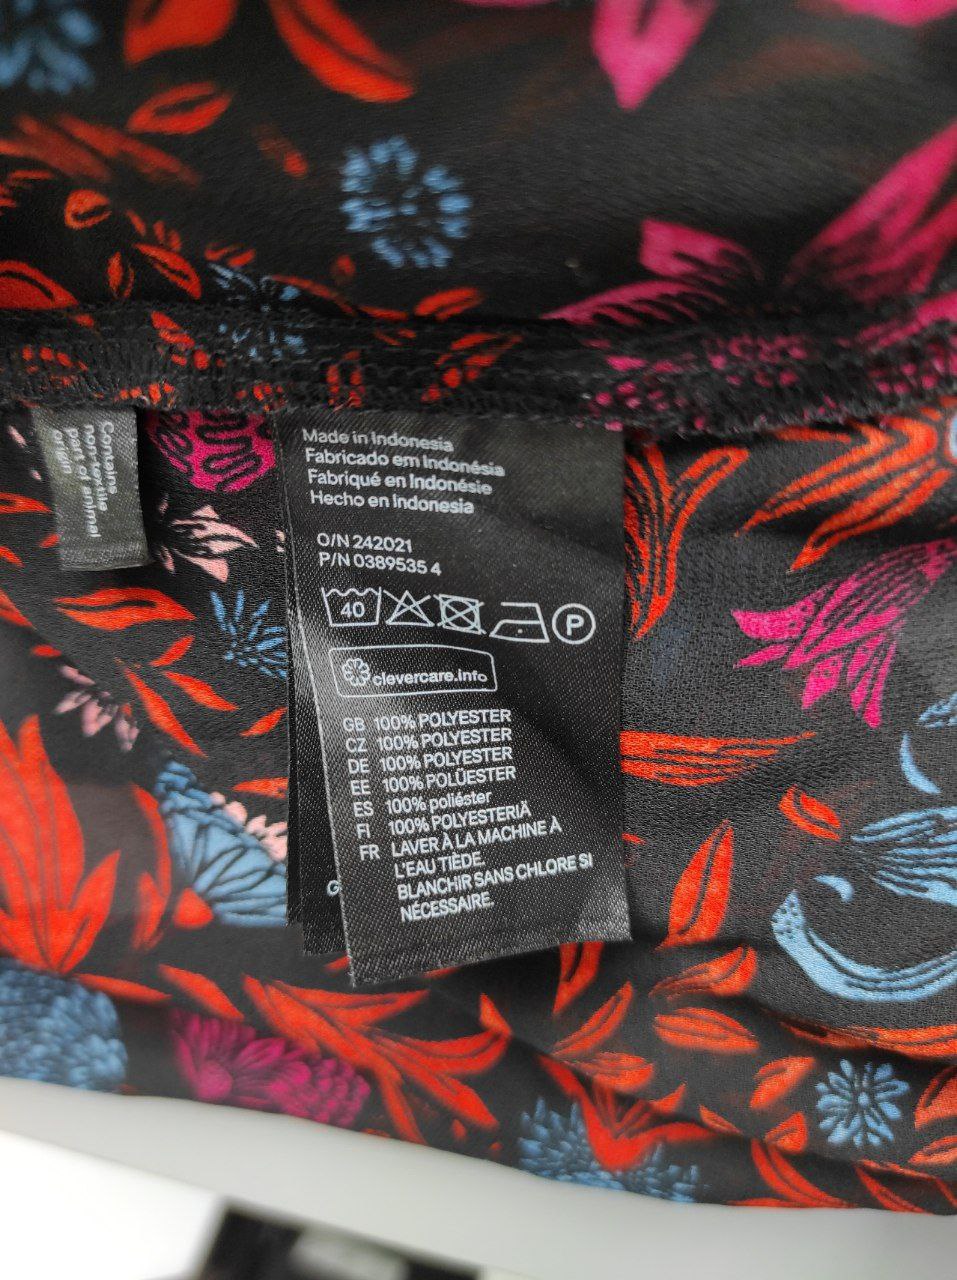 Contains
non-textile
part of animal
origin
Made in Indonesia
Fabricado em Indonésia
Fabriqué en Indonésie
Hecho en Indonesia
O/N 242021
P/N 0389535 4
40 P
clevercare.info
GB 100% POLYESTER
CZ 100% POLYESTER
DE 100% POLYESTER
EE 100% POLÜESTER
ES 100% poliéster
FI 100% POLYESTERIÄ
FR LAVER À LA MACHINE À
L'EAU TIÈDE.
BLANCHIR SANS CHLORE SI
NÉCESSAIRE.